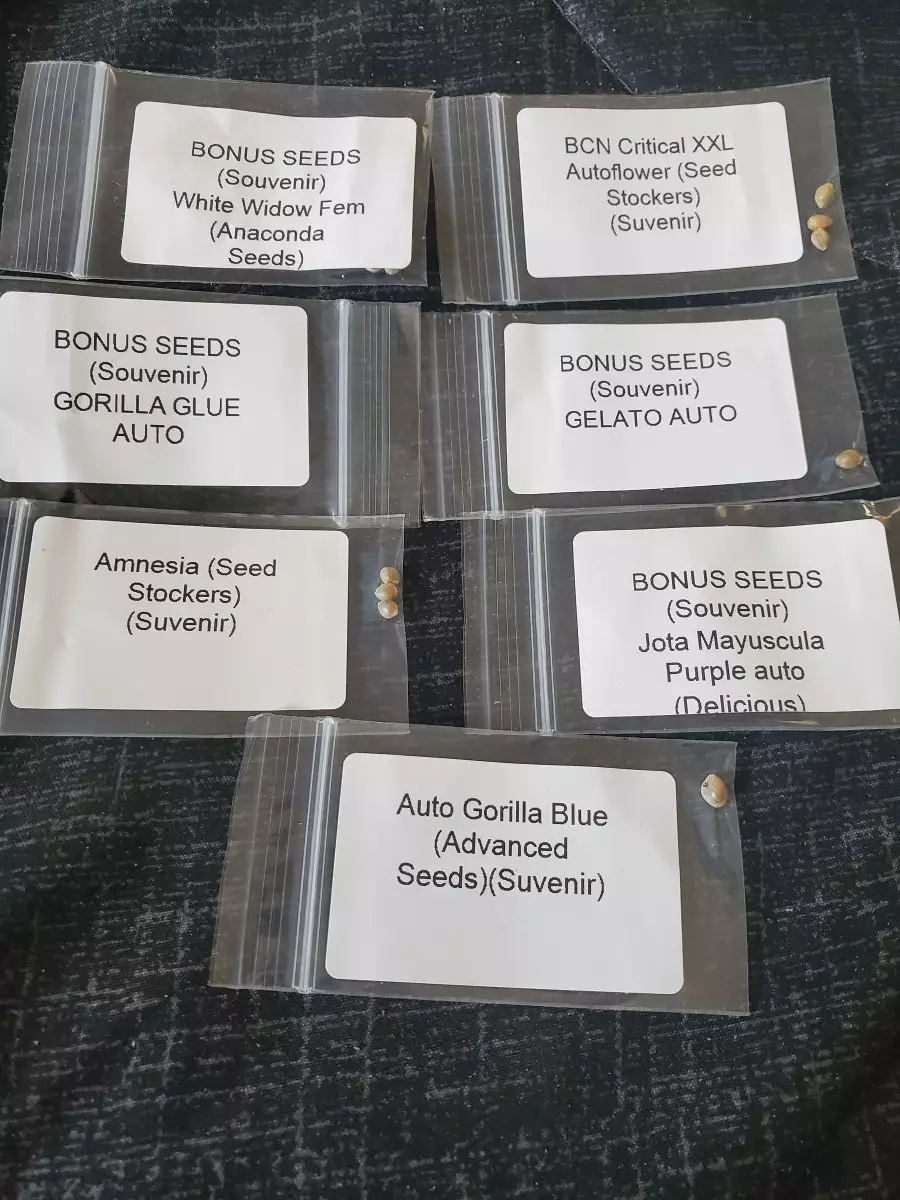 BONUS SEEDS
(Souvenir)
White Widow Fem
(Anaconda
Seeds)
BCN Critical XXL
Autoflower (Seed
Stockers)
(Suvenir)
BONUS SEEDS
(Souvenir)
GORILLA GLUE
AUTO
BONUS SEEDS
(Souvenir)
GELATO AUTO
Amnesia (Seed
Stockers)
(Suvenir)
BONUS SEEDS
(Souvenir)
Jota Mayuscula
Purple auto
(Delicious)
Auto Gorilla Blue
(Advanced
Seeds)(Suvenir)